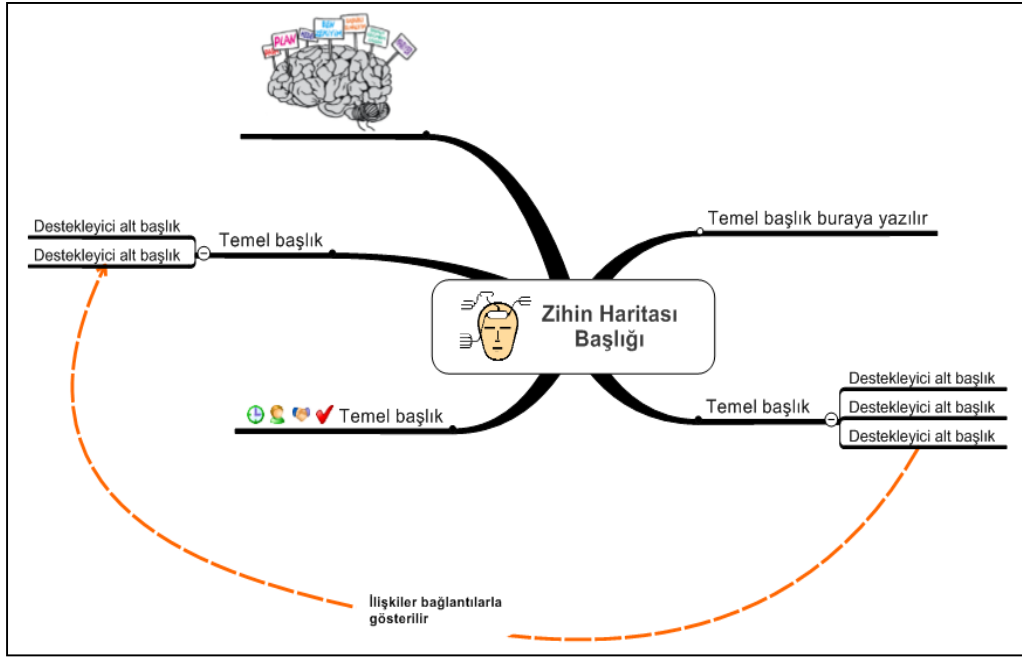 PLAN
Temel başlık buraya yazılır
Destekleyici alt başlık
Destekleyici alt başlık
Temel başlık
Zihin Haritası
Başlığı
Destekleyici alt başlık
Destekleyici alt başlık
Destekleyici alt başlık
Temel başlık
Temel başlık
İlişkiler bağlantılarla
gösterilir